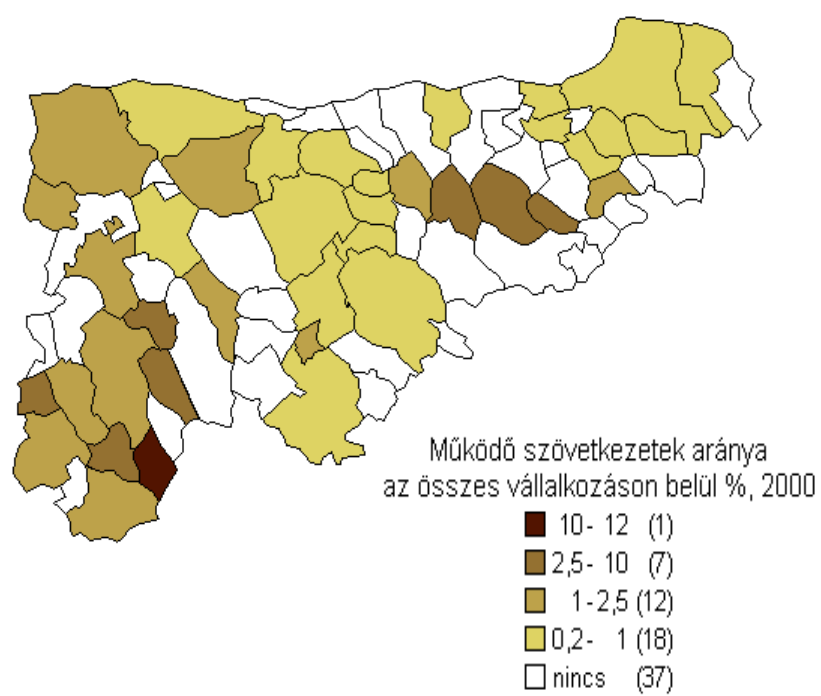 Működő szövetkezetek aránya
az összes vállalkozáson belül %, 2000
10- 12 (1)
2,5- 10 (7)
1-2,5 (12)
0,2- 1 (18)
nincs (37)